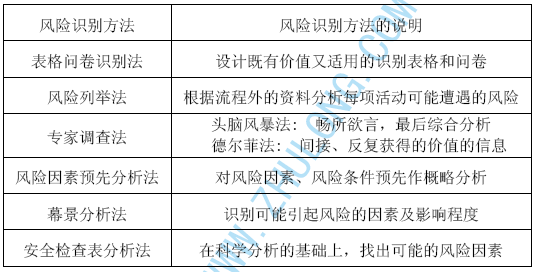 风险识别方法 风险识别方法的说明
表格问卷识别法 设计既有价值又适用的识别表格和问卷
风险列举法 根据流程外的资料分析每项活动可能遭遇的风险
专家调查法 头脑风暴法: 畅所欲言,最后综合分析
德尔菲法: 间接、反复获得的价值的信息
风险因素预先分析法 对风险因素、风险条件预先作概略分析
幕景分析法 识别可能引起风险的因素及影响程度
安全检查表分析法 在科学分析的基础上,找出可能的风险因素
WWW.ZHULONG.COM